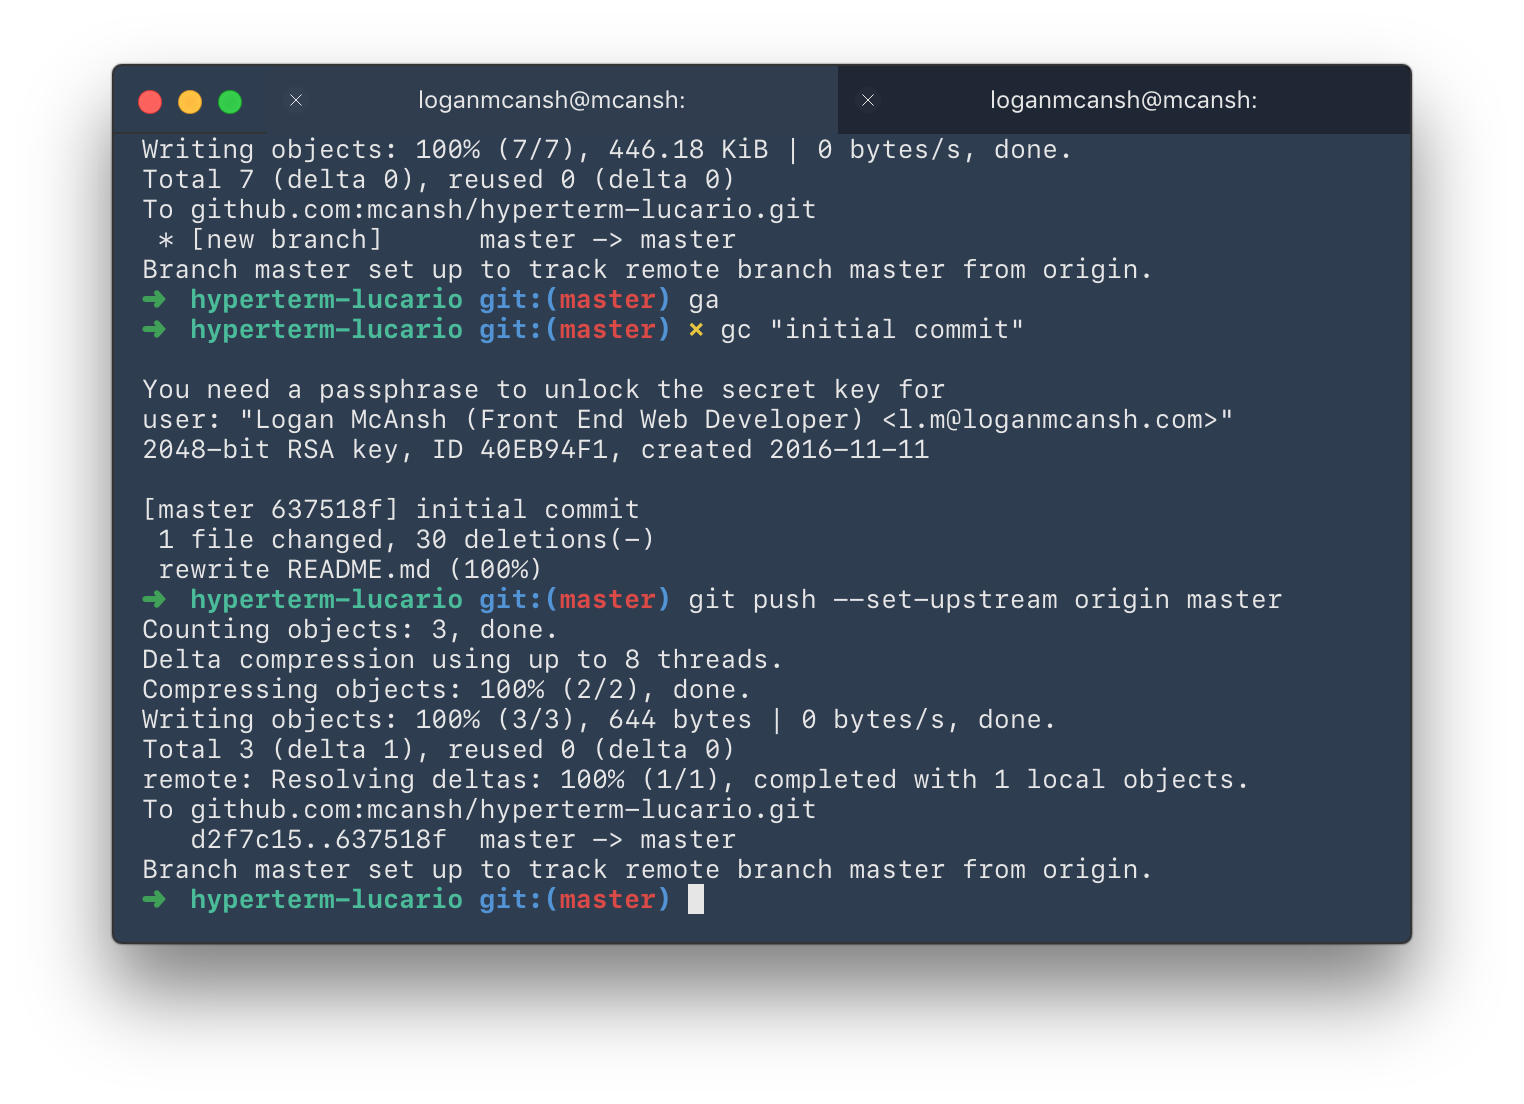 loganmcansh@mcansh: loganmcansh@mcansh:
Writing objects: 100% (7/7), 446.18 KiB | 0 bytes/s, done.
Total 7 (delta 0), reused 0 (delta 0)
To github.com:mcansh/hyperterm-lucario.git
 * [new branch]      master -> master
Branch master set up to track remote branch master from origin.
➜  hyperterm-lucario git:(master) ga
➜  hyperterm-lucario git:(master) × gc "initial commit"

You need a passphrase to unlock the secret key for
user: "Logan McAnsh (Front End Web Developer) <l.m@loganmcansh.com>"
2048-bit RSA key, ID 40EB94F1, created 2016-11-11

[master 637518f] initial commit
 1 file changed, 30 deletions(-)
 rewrite README.md (100%)
➜  hyperterm-lucario git:(master) git push --set-upstream origin master
Counting objects: 3, done.
Delta compression using up to 8 threads.
Compressing objects: 100% (2/2), done.
Writing objects: 100% (3/3), 644 bytes | 0 bytes/s, done.
Total 3 (delta 1), reused 0 (delta 0)
remote: Resolving deltas: 100% (1/1), completed with 1 local objects.
To github.com:mcansh/hyperterm-lucario.git
   d2f7c15..637518f  master -> master
Branch master set up to track remote branch master from origin.
➜  hyperterm-lucario git:(master)